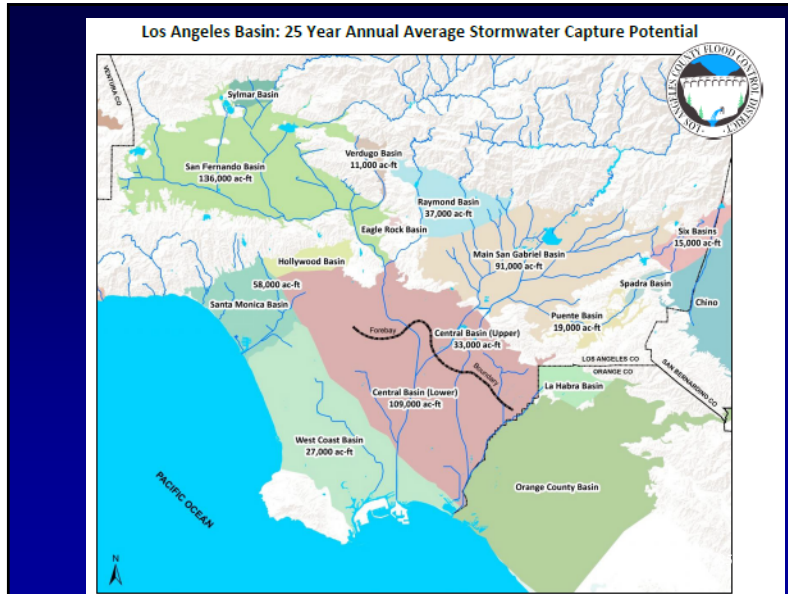 Los Angeles Basin: 25 Year Annual Average Stormwater Capture Potential
LOS ANGELES COUNTY FLOOD CONTROL DISTRICT
VENTURA CO
Sylmar Basin
San Fernando Basin
136,000 ac-ft
Verdugo Basin
11,000 ac-ft
Raymond Basin
37,000 ac-ft
Eagle Rock Basin
Six Basins
15,000 ac-ft
Main San Gabriel Basin
91,000 ac-ft
Hollywood Basin
58,000 ac-ft
Santa Monica Basin
Spadra Basin
Chino
Puente Basin
19,000 ac-ft
Forebay
Boundary
Central Basin (Upper)
33,000 ac-ft
LOS ANGELES CO
ORANGE CO
SAN BERNARDINO CO
La Habra Basin
Central Basin (Lower)
109,000 ac-ft
West Coast Basin
27,000 ac-ft
Orange County Basin
PACIFIC OCEAN
N